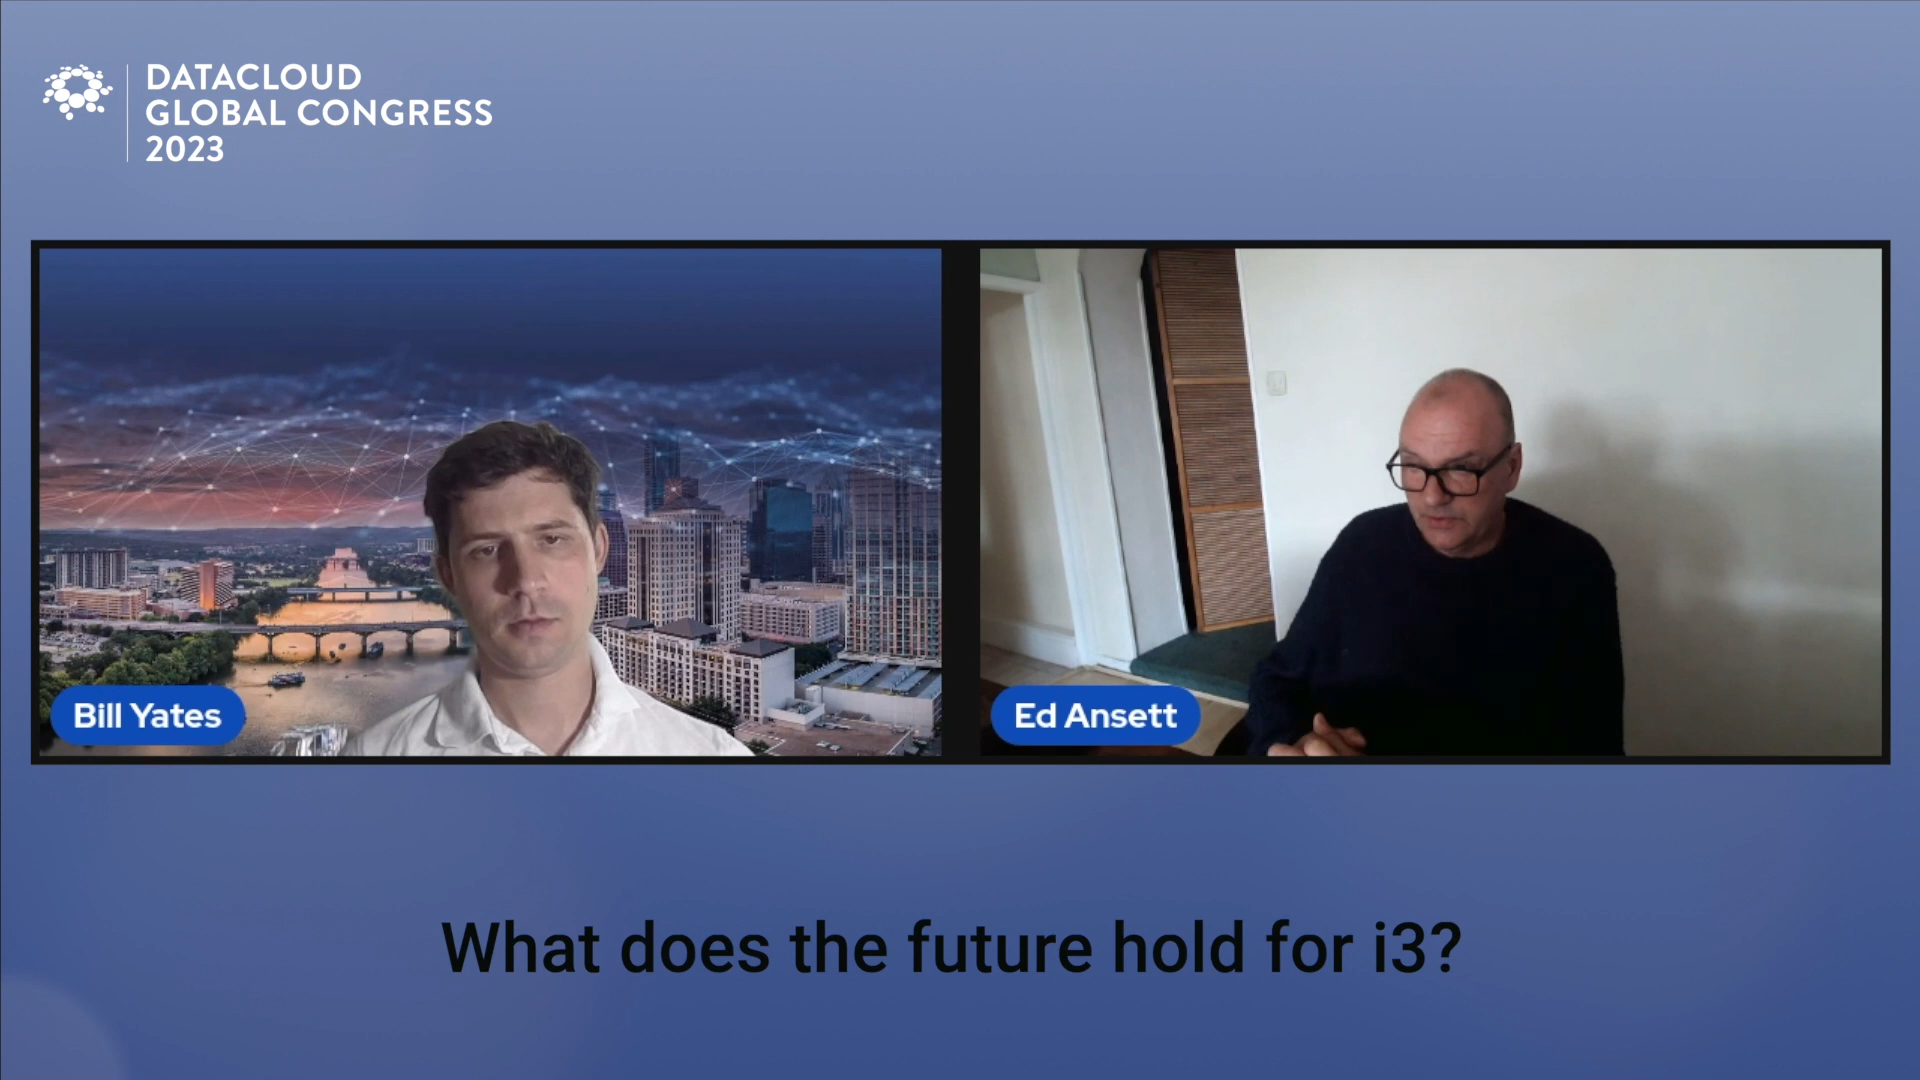 DATACLOUD
GLOBAL CONGRESS
2023
Bill Yates
Ed Ansett
What does the future hold for i3?